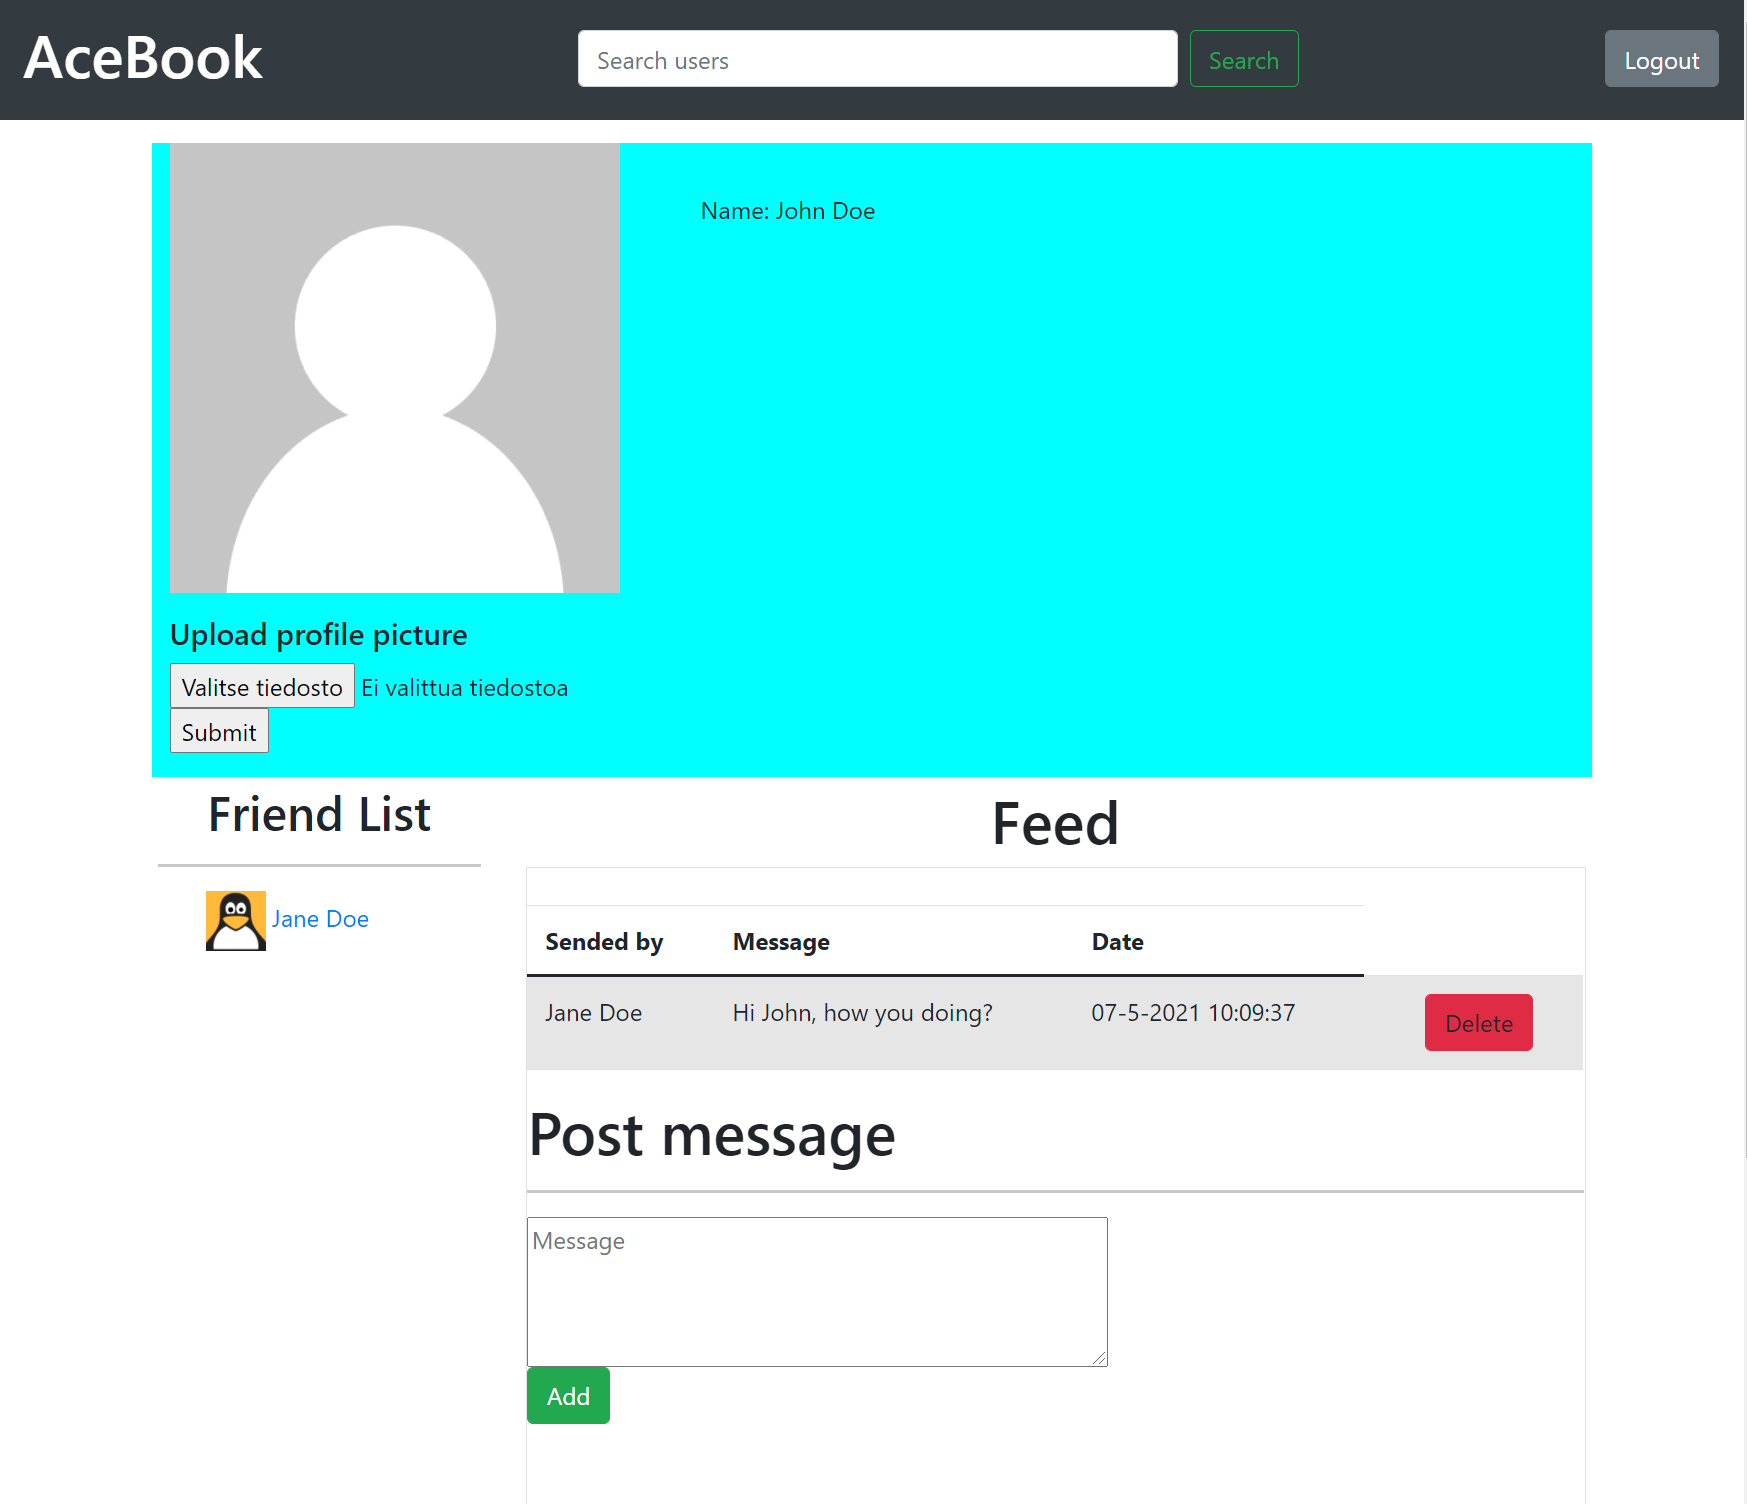 AceBook
Search users
Search
Logout
Name: John Doe
Upload profile picture
Valitse tiedosto Ei valittua tiedostoa
Submit
Friend List
Jane Doe
Feed
Sended by Message Date
Jane Doe Hi John, how you doing? 07-5-2021 10:09:37 Delete
Post message
Message
Add